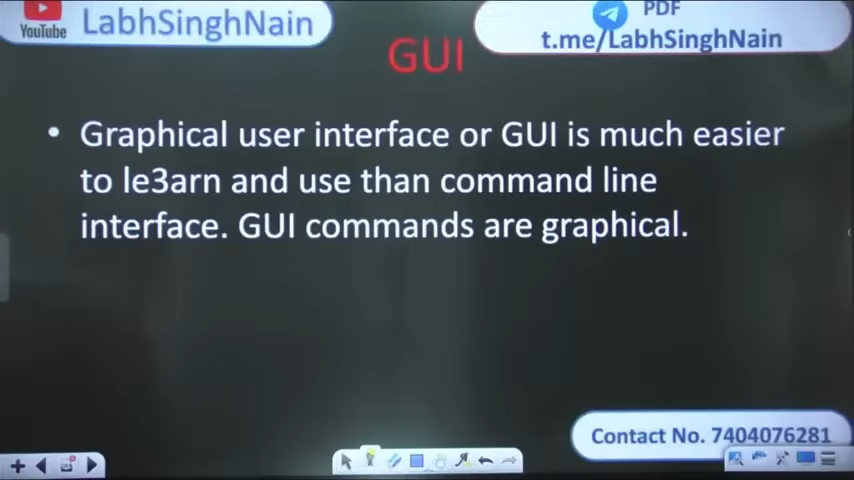 YouTube
LabhSinghNain
PDF
t.me/LabhSinghNain
GUI
• Graphical user interface or GUI is much easier
to le3arn and use than command line
interface. GUI commands are graphical.
Contact No. 7404076281